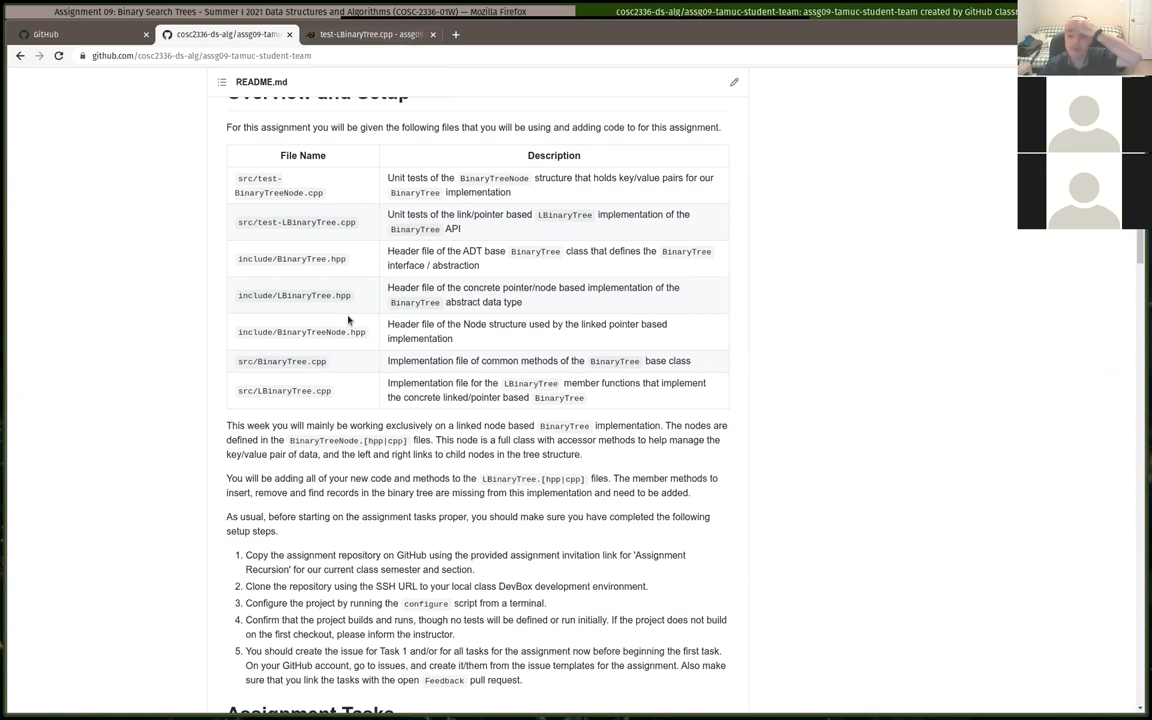 Assignment 09: Binary Search Trees - Summer I 2021 Data Structures and Algorithms (COSC-2336-01W) — Mozilla Firefox
cosc2336-ds-alg/assg09-tamuc-student-team: assg09-tamuc-student-team created by GitHub Class
GitHub
cosc2336-ds-alg/assg09-tamu
test-LBinaryTree.cpp - assg09
github.com/cosc2336-ds-alg/assg09-tamuc-student-team
README.md
Overview and Setup
For this assignment you will be given the following files that you will be using and adding code to for this assignment.
File Name
Description
src/test-
BinaryTreeNode.cpp
Unit tests of the BinaryTreeNode structure that holds key/value pairs for our
BinaryTree implementation
src/test-LBinaryTree.cpp
Unit tests of the link/pointer based LBinaryTree implementation of the
BinaryTree API
include/BinaryTree.hpp
Header file of the ADT base BinaryTree class that defines the BinaryTree
interface / abstraction
include/LBinaryTree.hpp
Header file of the concrete pointer/node based implementation of the
BinaryTree abstract data type
include/BinaryTreeNode.hpp
Header file of the Node structure used by the linked pointer based
implementation
src/BinaryTree.cpp
Implementation file of common methods of the BinaryTree base class
src/LBinaryTree.cpp
Implementation file for the LBinaryTree member functions that implement
the concrete linked/pointer based BinaryTree
This week you will mainly be working exclusively on a linked node based BinaryTree implementation. The nodes are
defined in the BinaryTreeNode.[hpp|cpp] files. This node is a full class with accessor methods to help manage the
key/value pair of data, and the left and right links to child nodes in the tree structure.
You will be adding all of your new code and methods to the LBinaryTree.[hpp|cpp] files. The member methods to
insert, remove and find records in the binary tree are missing from this implementation and need to be added.
As usual, before starting on the assignment tasks proper, you should make sure you have completed the following
setup steps.
1. Copy the assignment repository on GitHub using the provided assignment invitation link for 'Assignment
Recursion' for our current class semester and section.
2. Clone the repository using the SSH URL to your local class DevBox development environment.
3. Configure the project by running the configure script from a terminal.
4. Confirm that the project builds and runs, though no tests will be defined or run initially. If the project does not build
on the first checkout, please inform the instructor.
5. You should create the issue for Task 1 and/or for all tasks for the assignment now before beginning the first task.
On your GitHub account, go to issues, and create it/them from the issue templates for the assignment. Also make
sure that you link the tasks with the open Feedback pull request.
Assignment Tasks